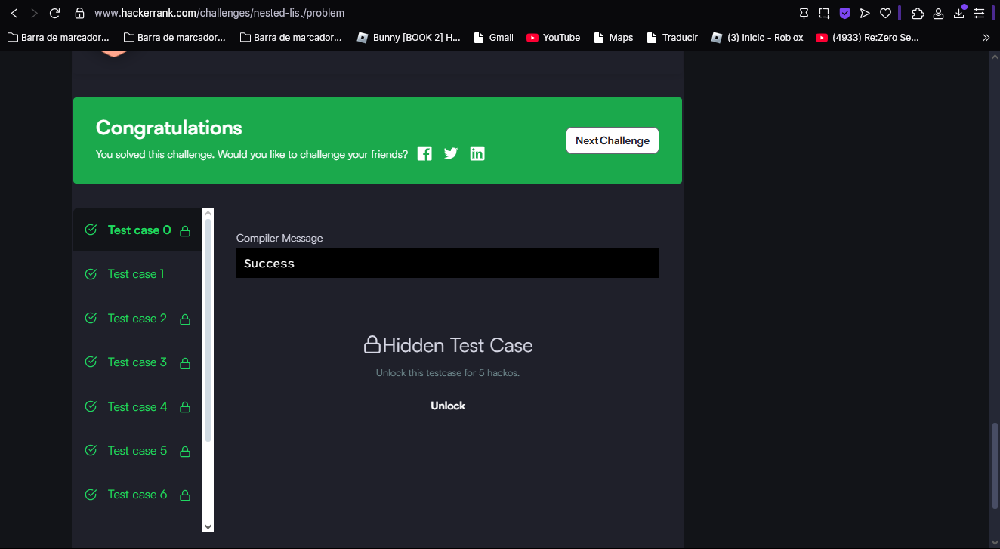 www.hackerrank.com/challenges/nested-list/problem
Barra de marcador... Barra de marcador... Barra de marcador... Bunny [BOOK 2] H... Gmail YouTube Maps Traducir (3) Inicio - Roblox (4933) Re:Zero Se...
Congratulations
You solved this challenge. Would you like to challenge your friends?
Next Challenge
Test case 0
Compiler Message
Success
Test case 1
Test case 2
Hidden Test Case
Test case 3
Unlock this testcase for 5 hackos.
Test case 4
Unlock
Test case 5
Test case 6